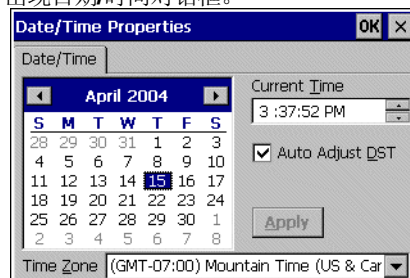 出现日期/时间对话框。
Date/Time Properties OK ×
Date/Time
April 2004
S M T W T F S
28 29 30 31 1 2 3
4 5 6 7 8 9 10
11 12 13 14 15 16 17
18 19 20 21 22 23 24
25 26 27 28 29 30 1
2 3 4 5 6 7 8
Current Time
3 :37:52 PM
Auto Adjust DST
Apply
Time Zone (GMT-07:00) Mountain Time (US & Car